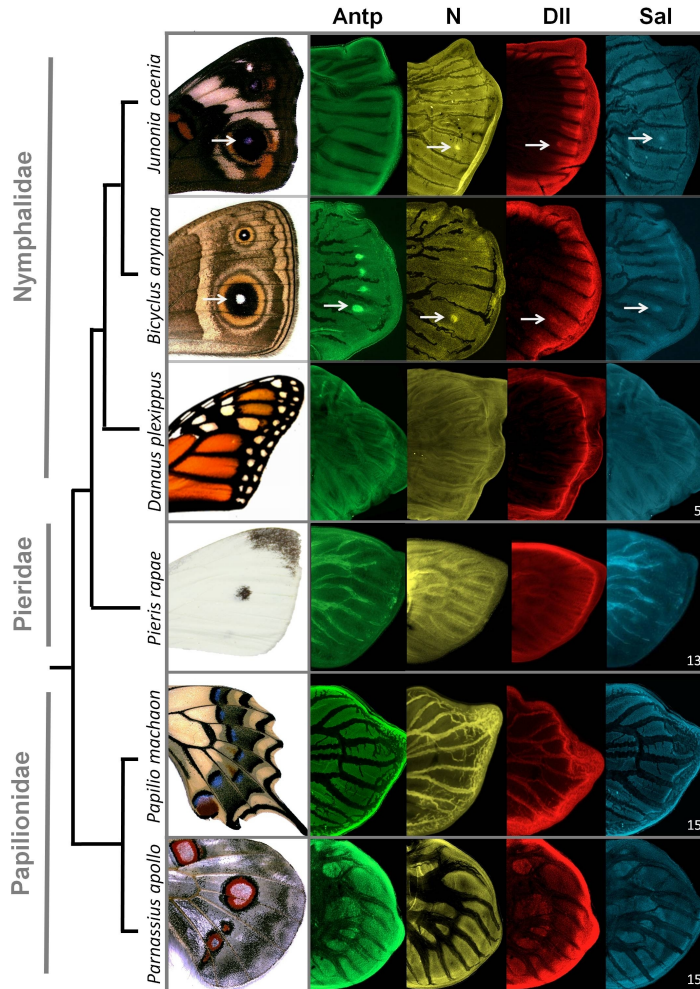 Antp N Dll Sal
Nymphalidae
Junonia coenia
Bicyclus anynana
Danaus plexippus
5
Pieridae
Pieris rapae
13
Papilionidae
Papilio machaon
15
Parnassius apollo
15